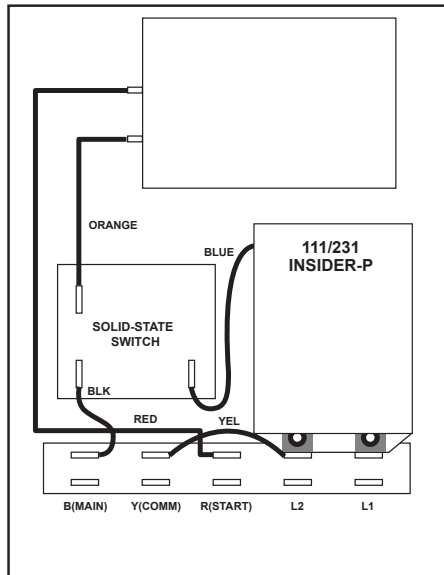 ORANGE
BLUE
111/231
INSIDER-P
SOLID-STATE
SWITCH
BLK
RED
YEL
B(MAIN) Y(COMM) R(START) L2 L1